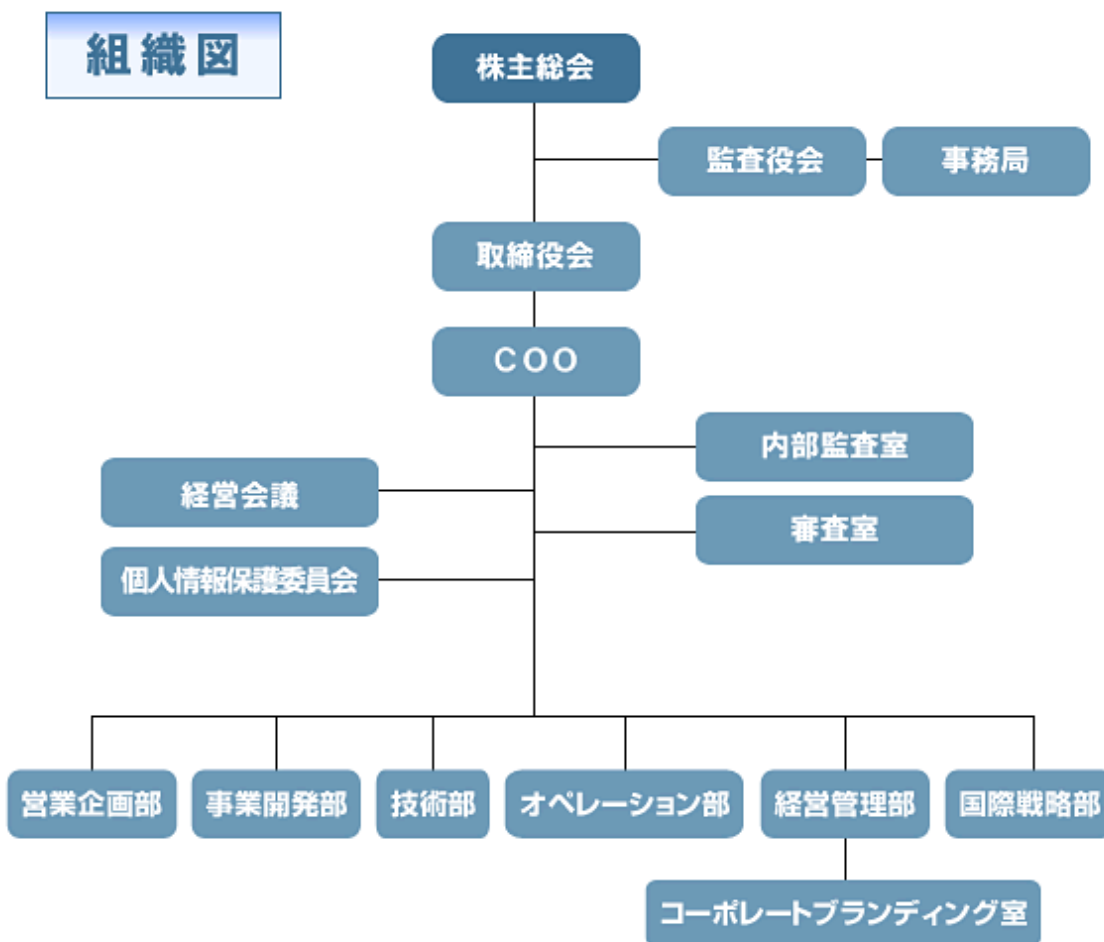 組織図
株主総会
監査役会
事務局
取締役会
COO
内部監査室
経営会議
審査室
個人情報保護委員会
営業企画部
事業開発部
技術部
オペレーション部
経営管理部
国際戦略部
コーポレートブランディング室